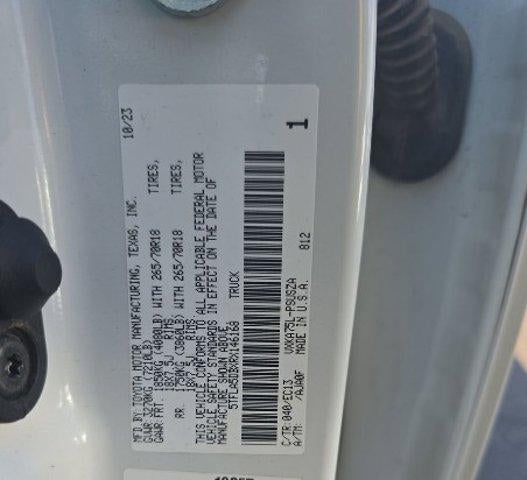 MFD. BY TOYOTA MOTOR MANUFACTURING, TEXAS, INC. 10/23
GVWR: 3270KG (7210LB)
GAWR: FRT. 1850KG (4080LB) WITH 265/70R18 TIRES,
18X7.5J RIMS.
RR. 1750KG (3860LB) WITH 265/70R18 TIRES,
18X7.5J RIMS.
THIS VEHICLE CONFORMS TO ALL APPLICABLE FEDERAL MOTOR
VEHICLE SAFETY STANDARDS IN EFFECT ON THE DATE OF
MANUFACTURE SHOWN ABOVE.
TRUCK
1
C/TR:040/EC13 VXKA75L-PSUSZA
A/TM: /AJA0F MADE IN U.S.A. 812